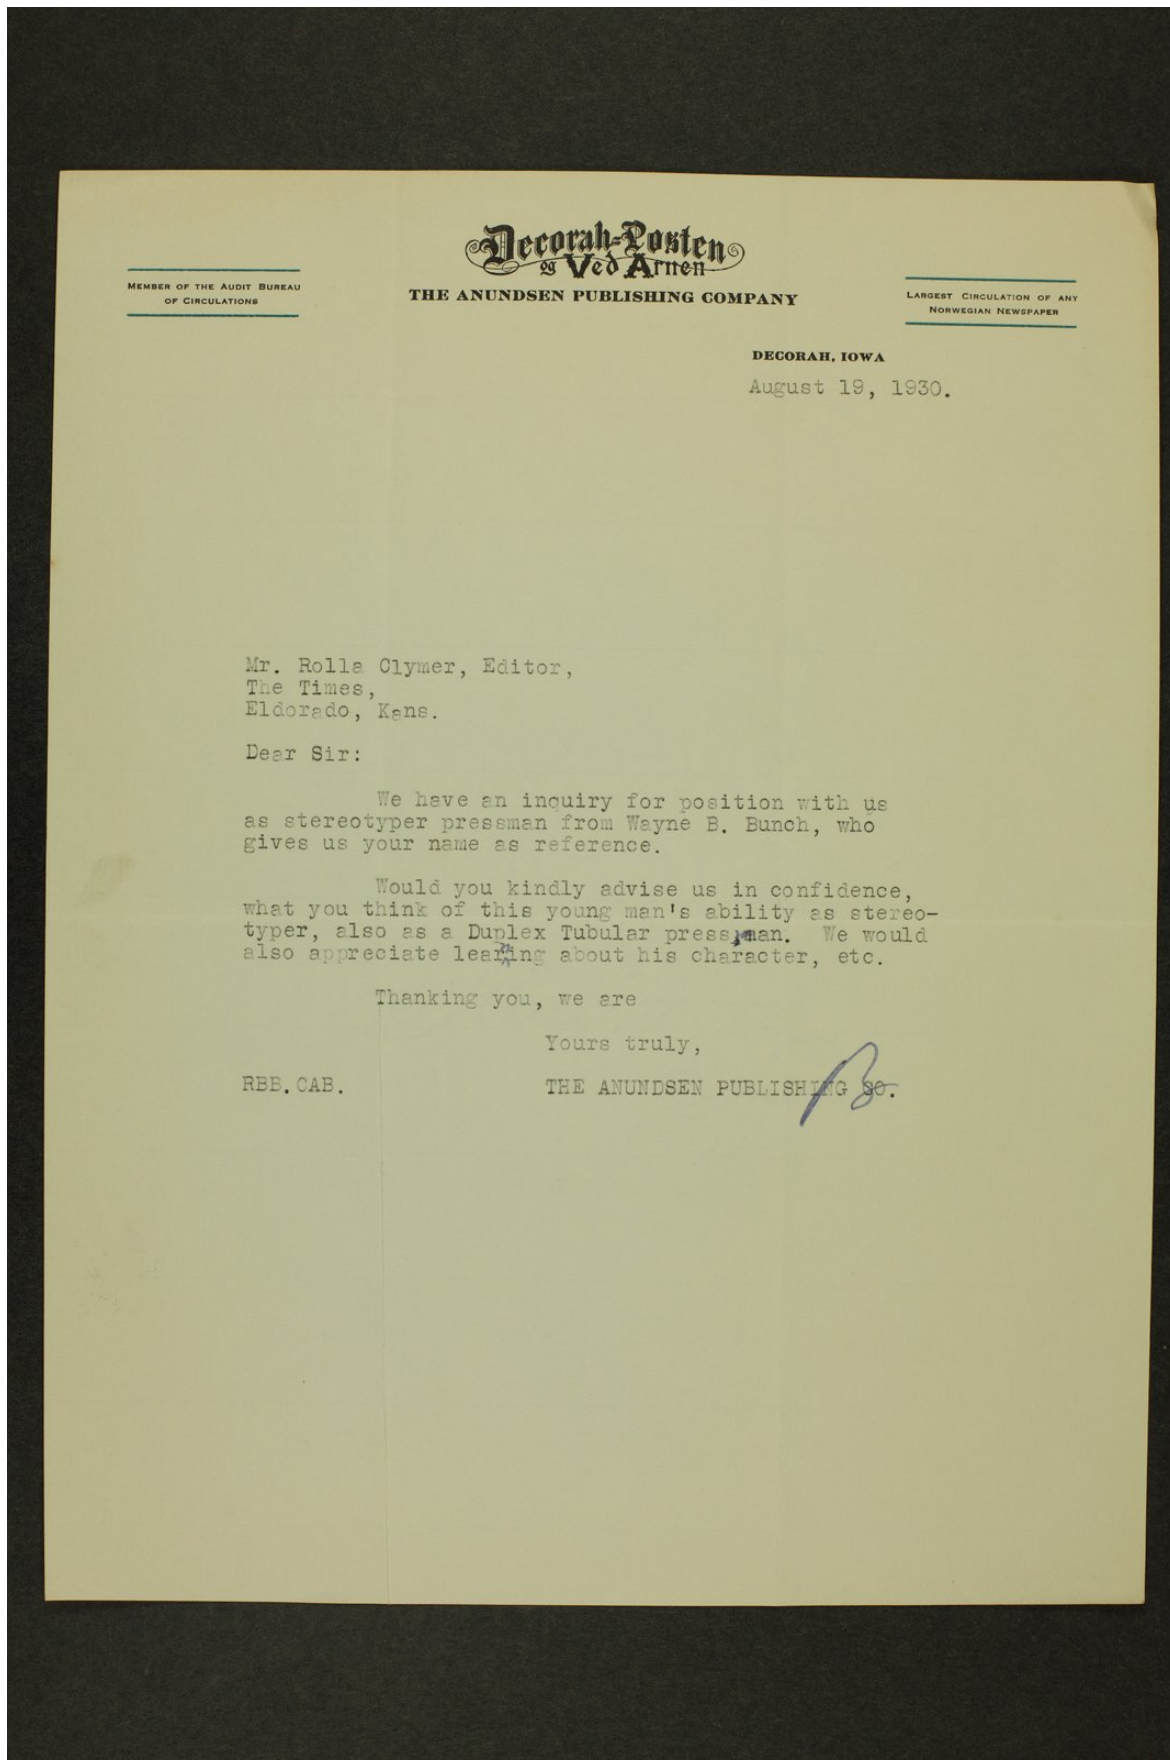 Decorah-Posten
og Ved Arnen
THE ANUNDSEN PUBLISHING COMPANY
MEMBER OF THE AUDIT BUREAU
OF CIRCULATIONS
LARGEST CIRCULATION OF ANY
NORWEGIAN NEWSPAPER
DECORAH, IOWA
August 19, 1930.
Mr. Rolla Clymer, Editor,
The Times,
Eldorado, Kans.
Dear Sir:
We have an inquiry for position with us
as stereotyper pressman from Wayne B. Bunch, who
gives us your name as reference.
Would you kindly advise us in confidence,
what you think of this young man's ability as stereo-
typer, also as a Duplex Tubular pressman. We would
also appreciate learning about his character, etc.
Thanking you, we are
Yours truly,
RBB.CAB. THE ANUNDSEN PUBLISHING CO.
B